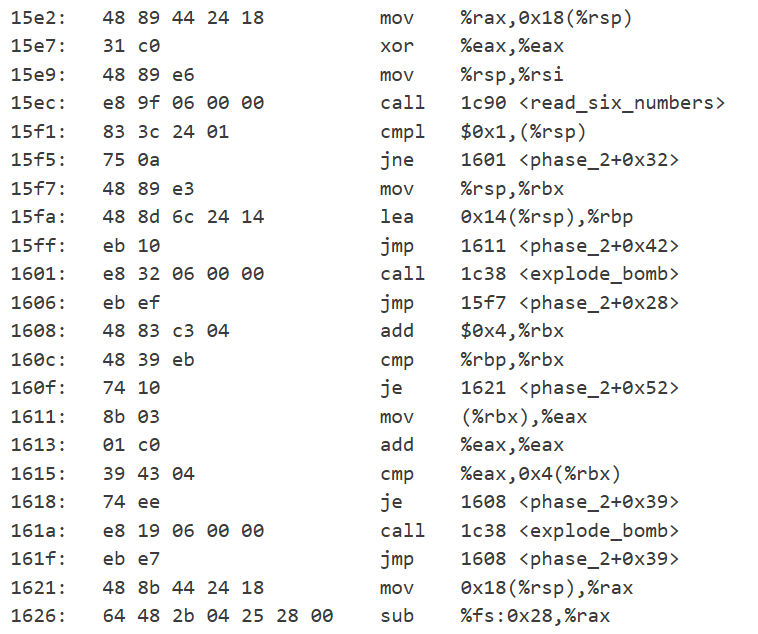 15e2: 48 89 44 24 18 mov %rax,0x18(%rsp)
15e7: 31 c0 xor %eax,%eax
15e9: 48 89 e6 mov %rsp,%rsi
15ec: e8 9f 06 00 00 call 1c90 <read_six_numbers>
15f1: 83 3c 24 01 cmpl $0x1,(%rsp)
15f5: 75 0a jne 1601 <phase_2+0x32>
15f7: 48 89 e3 mov %rsp,%rbx
15fa: 48 8d 6c 24 14 lea 0x14(%rsp),%rbp
15ff: eb 10 jmp 1611 <phase_2+0x42>
1601: e8 32 06 00 00 call 1c38 <explode_bomb>
1606: eb ef jmp 15f7 <phase_2+0x28>
1608: 48 83 c3 04 add $0x4,%rbx
160c: 48 39 eb cmp %rbp,%rbx
160f: 74 10 je 1621 <phase_2+0x52>
1611: 8b 03 mov (%rbx),%eax
1613: 01 c0 add %eax,%eax
1615: 39 43 04 cmp %eax,0x4(%rbx)
1618: 74 ee je 1608 <phase_2+0x39>
161a: e8 19 06 00 00 call 1c38 <explode_bomb>
161f: eb e7 jmp 1608 <phase_2+0x39>
1621: 48 8b 44 24 18 mov 0x18(%rsp),%rax
1626: 64 48 2b 04 25 28 00 sub %fs:0x28,%rax